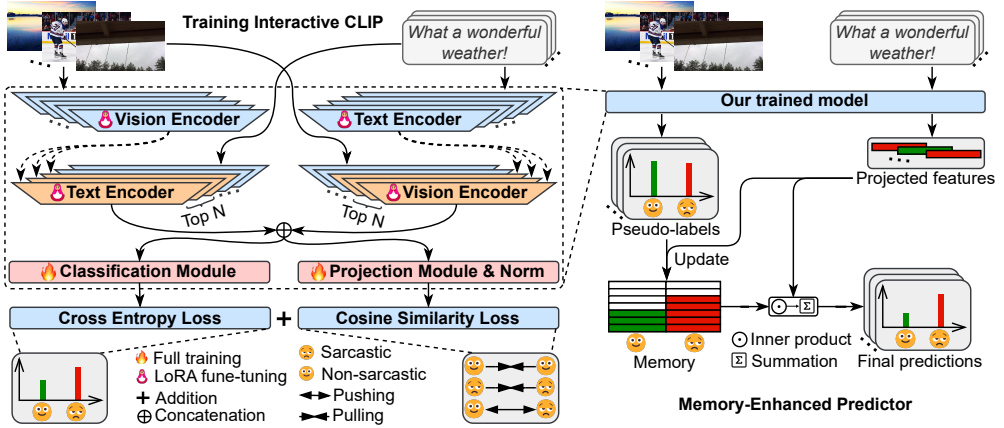 Training Interactive CLIP
What a wonderful
weather!
Vision Encoder
Text Encoder
Text Encoder
Vision Encoder
Top N
Top N
Classification Module
Projection Module & Norm
Cross Entropy Loss
Cosine Similarity Loss
Full training
LoRA fune-tuning
Addition
Concatenation
Sarcastic
Non-sarcastic
Pushing
Pulling
What a wonderful
weather!
Our trained model
Projected features
Pseudo-labels
Update
Memory
Σ
Inner product
Σ Summation
Final predictions
Memory-Enhanced Predictor